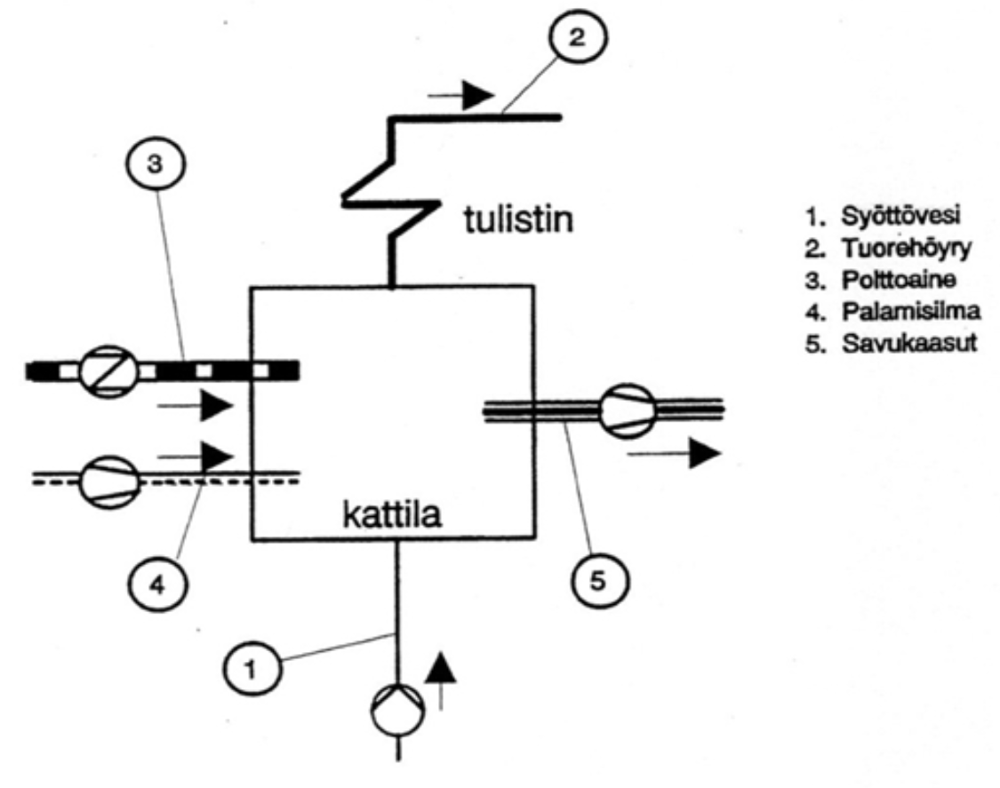 2
3
tulistin
1. Syöttövesi
2. Tuorehöyry
3. Polttoaine
4. Palamisilma
5. Savukaasut
kattila
4
5
1